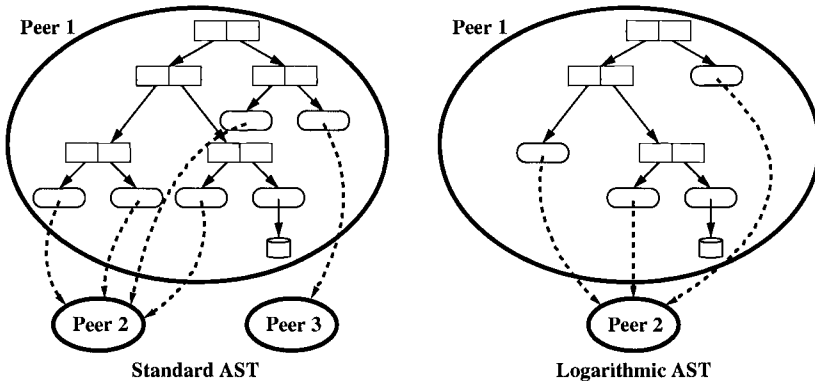 Peer 1
Peer 2
Peer 3
Standard AST
Peer 1
Peer 2
Logarithmic AST